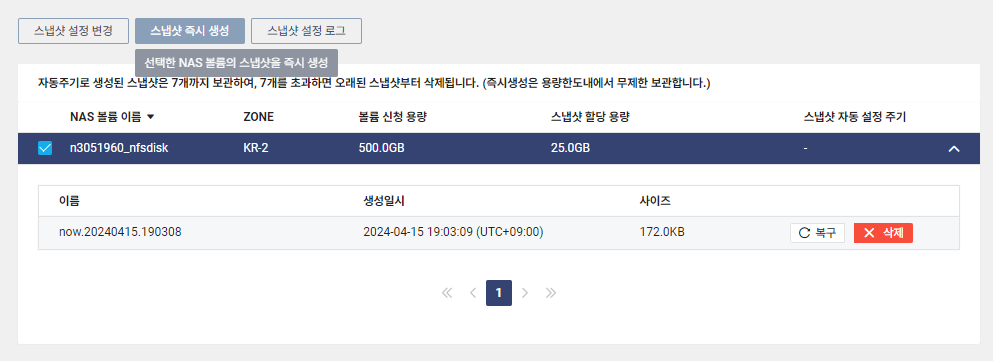 스냅샷 설정 변경 스냅샷 즉시 생성 스냅샷 설정 로그
선택한 NAS 볼륨의 스냅샷을 즉시 생성
자동주기로 생성된 스냅샷은 7개까지 보관하여, 7개를 초과하면 오래된 스냅샷부터 삭제됩니다. (즉시생성은 용량한도내에서 무제한 보관합니다.)
NAS 볼륨 이름 ZONE 볼륨 신청 용량 스냅샷 할당 용량 스냅샷 자동 설정 주기
n3051960_nfsdisk KR-2 500.0GB 25.0GB -
이름 생성일시 사이즈
now.20240415.190308 2024-04-15 19:03:09 (UTC+09:00) 172.0KB 복구 삭제
1